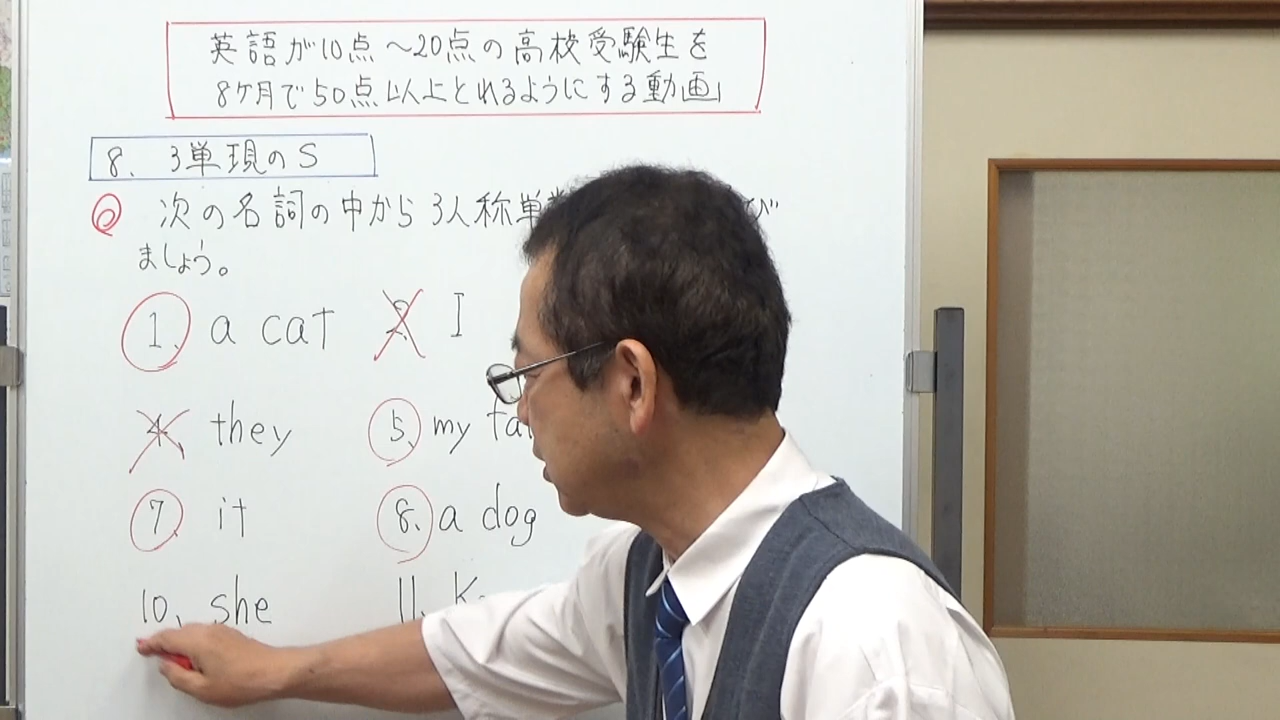 英語が10点〜20点の高校受験生を
8ヶ月で50点以上とれるようにする動画
8、3単現のS
◎ 次の名詞の中から3人称単 び
ましょう。
1、a cat 2、I
4、they 5、my
7、it 8、a dog
10、she 11、